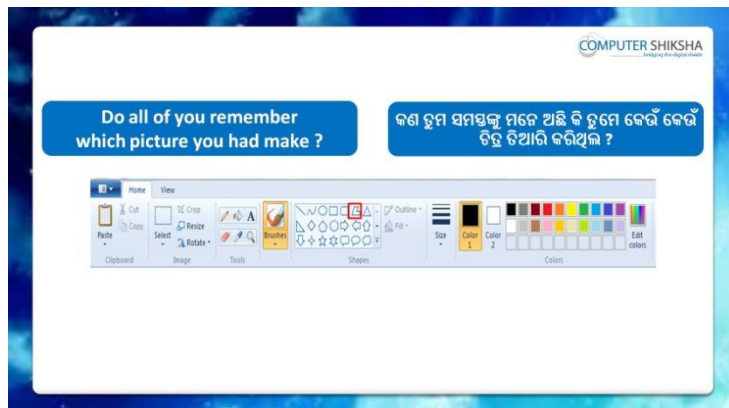 COMPUTER SHIKSHA
bridging the digital divide
Do all of you remember
which picture you had make ?
କଣ ତୁମ ସମସ୍ତଙ୍କୁ ମନେ ଅଛି କି ତୁମେ କେଉଁ କେଉଁ
ଚିତ୍ର ତିଆରି କରିଥିଲ ?
Home View
Cut
Copy
Paste
Clipboard
Select
Crop
Resize
Rotate
Image
A
Tools
Brushes
Outline
Fill
Shapes
Size
Color
1
Color
2
Edit
colors
Colors